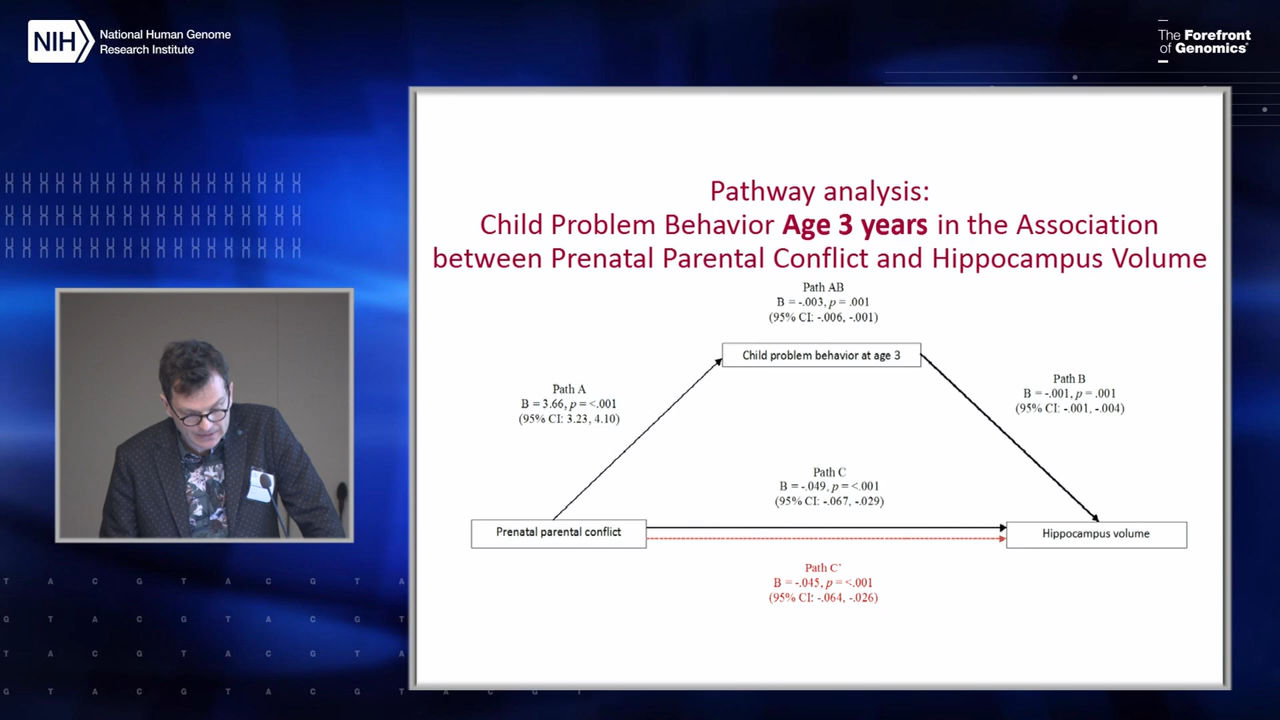 NIH
National Human Genome
Research Institute
The Forefront
of Genomics®
Pathway analysis:
Child Problem Behavior Age 3 years in the Association
between Prenatal Parental Conflict and Hippocampus Volume
Path AB
B = -.003, p = .001
(95% CI: -.006, -.001)
Child problem behavior at age 3
Path A
B = 3.66, p = <.001
(95% CI: 3.23, 4.10)
Path B
B = -.001, p = .001
(95% CI: -.001, -.004)
Path C
B = -.049, p = <.001
(95% CI: -.067, -.029)
Prenatal parental conflict
Hippocampus volume
Path C’
B = -.045, p = <.001
(95% CI: -.064, -.026)
T A C G T A C G T A
G T A C G T A C G T
T A C G T A C G T A
G T A C G T A C G T A C G T